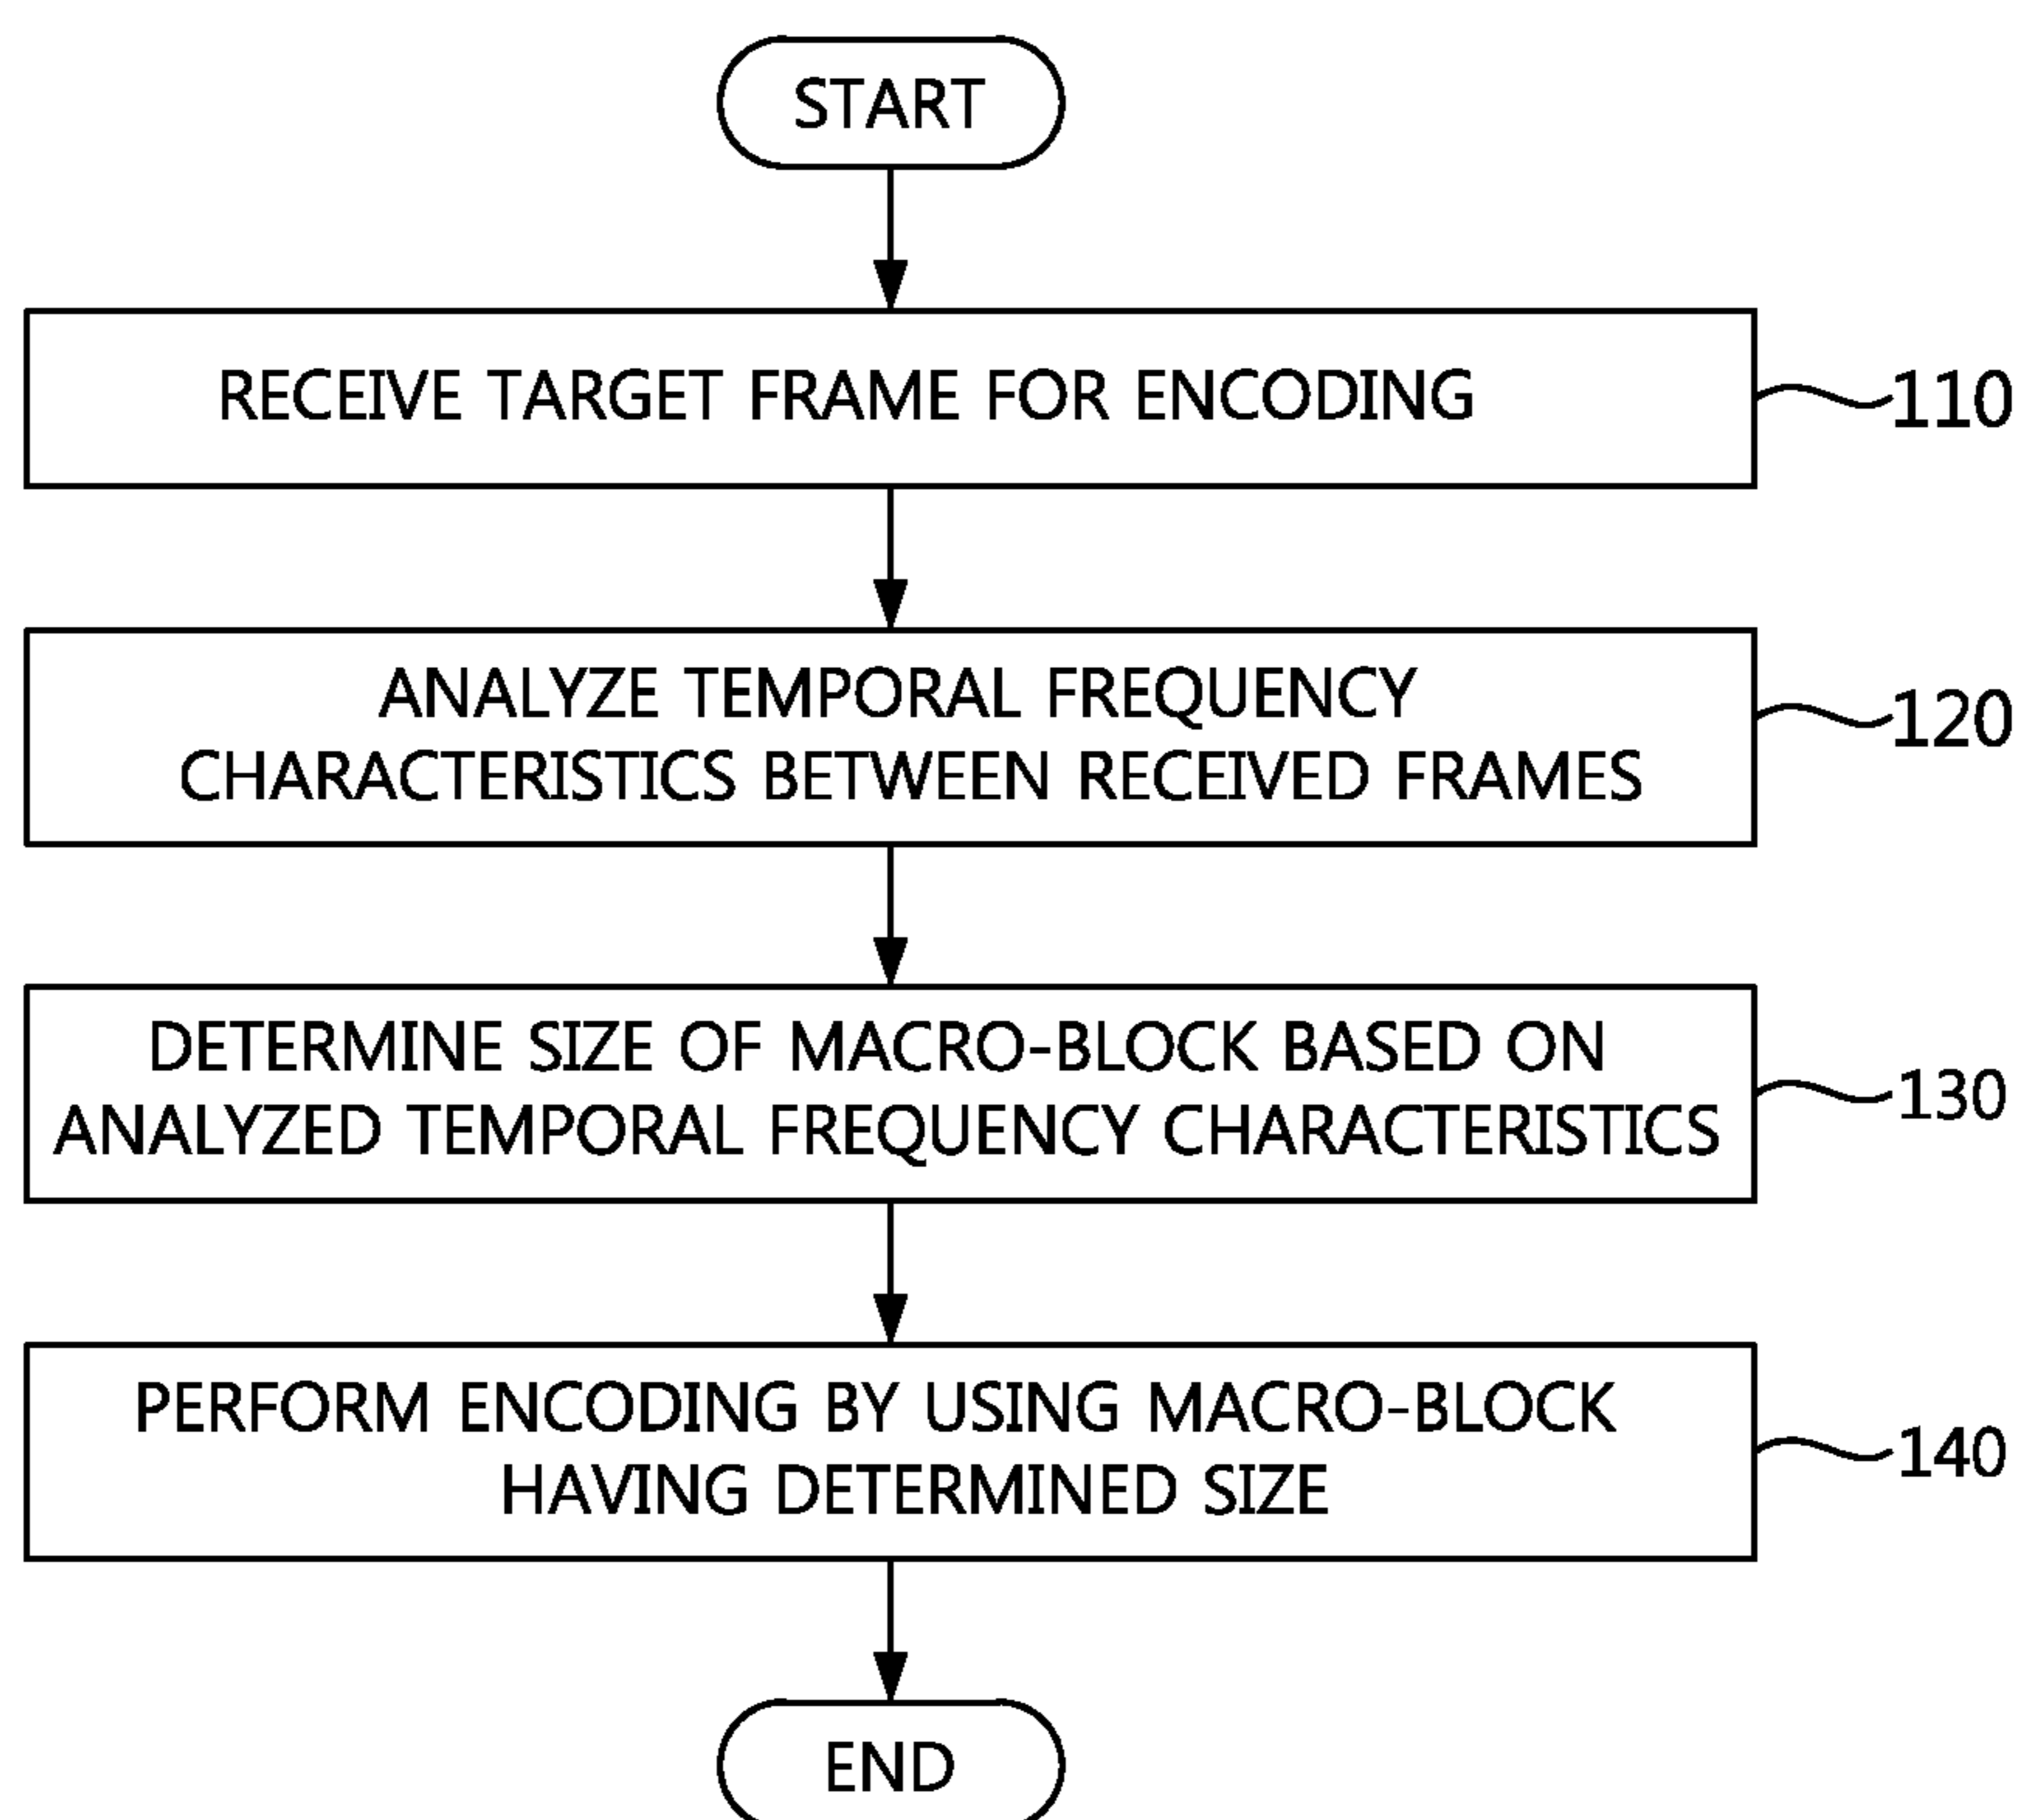 START
RECEIVE TARGET FRAME FOR ENCODING
110
ANALYZE TEMPORAL FREQUENCY
CHARACTERISTICS BETWEEN RECEIVED FRAMES
120
DETERMINE SIZE OF MACRO-BLOCK BASED ON
ANALYZED TEMPORAL FREQUENCY CHARACTERISTICS
130
PERFORM ENCODING BY USING MACRO-BLOCK
HAVING DETERMINED SIZE
140
END